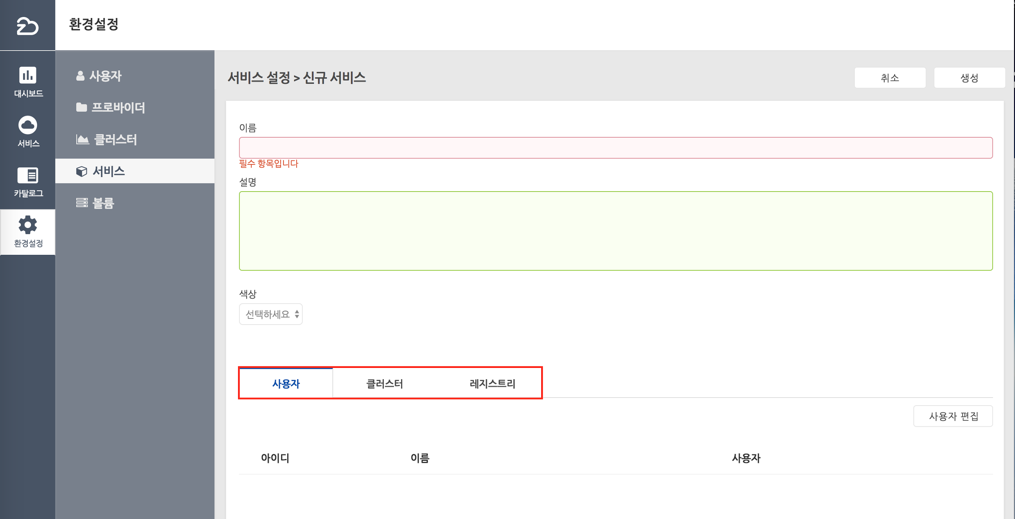 환경설정
대시보드
서비스
카탈로그
환경설정
사용자
프로바이더
클러스터
서비스
볼륨
서비스 설정 > 신규 서비스
취소
생성
이름
필수 항목입니다
설명
색상
선택하세요
사용자 클러스터 레지스트리
사용자 편집
아이디 이름 사용자